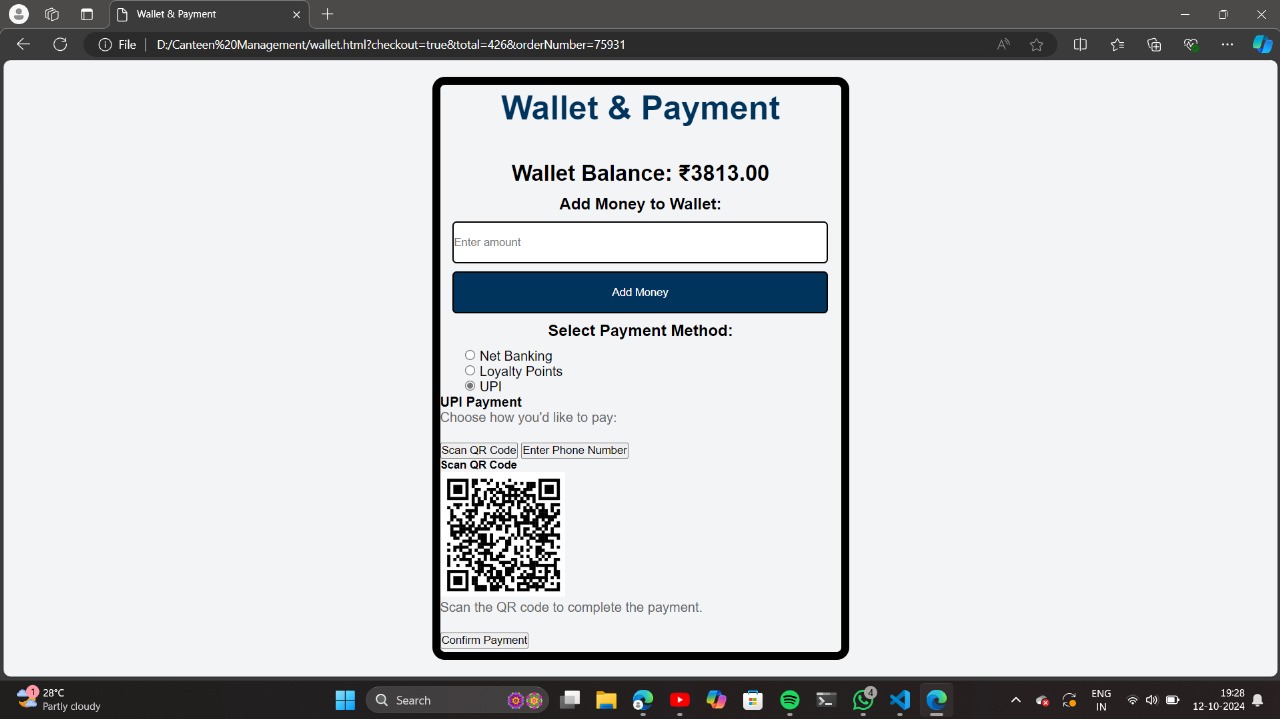 Wallet & Payment
File
D:/Canteen%20Management/wallet.html?checkout=true&total=426&orderNumber=75931
Wallet & Payment
Wallet Balance: ₹3813.00
Add Money to Wallet:
Enter amount
Add Money
Select Payment Method:
Net Banking
Loyalty Points
UPI
UPI Payment
Choose how you'd like to pay:
Scan QR Code Enter Phone Number
Scan QR Code
Scan the QR code to complete the payment.
Confirm Payment
1
28°C
Partly cloudy
Search
4
ENG
IN
19:28
12-10-2024